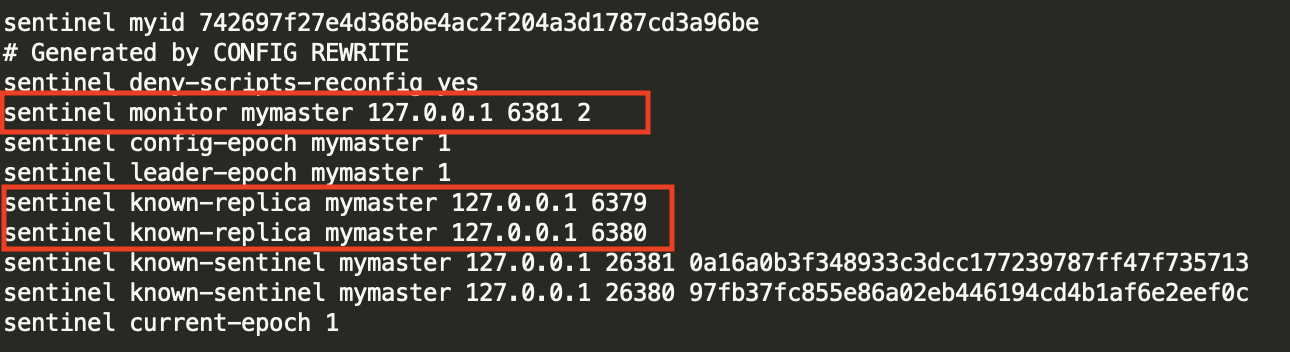 sentinel myid 742697f27e4d368be4ac2f204a3d1787cd3a96be
# Generated by CONFIG REWRITE
sentinel deny-scripts-reconfig yes
sentinel monitor mymaster 127.0.0.1 6381 2
sentinel config-epoch mymaster 1
sentinel leader-epoch mymaster 1
sentinel known-replica mymaster 127.0.0.1 6379
sentinel known-replica mymaster 127.0.0.1 6380
sentinel known-sentinel mymaster 127.0.0.1 26381 0a16a0b3f348933c3dcc177239787ff47f735713
sentinel known-sentinel mymaster 127.0.0.1 26380 97fb37fc855e86a02eb446194cd4b1af6e2eef0c
sentinel current-epoch 1